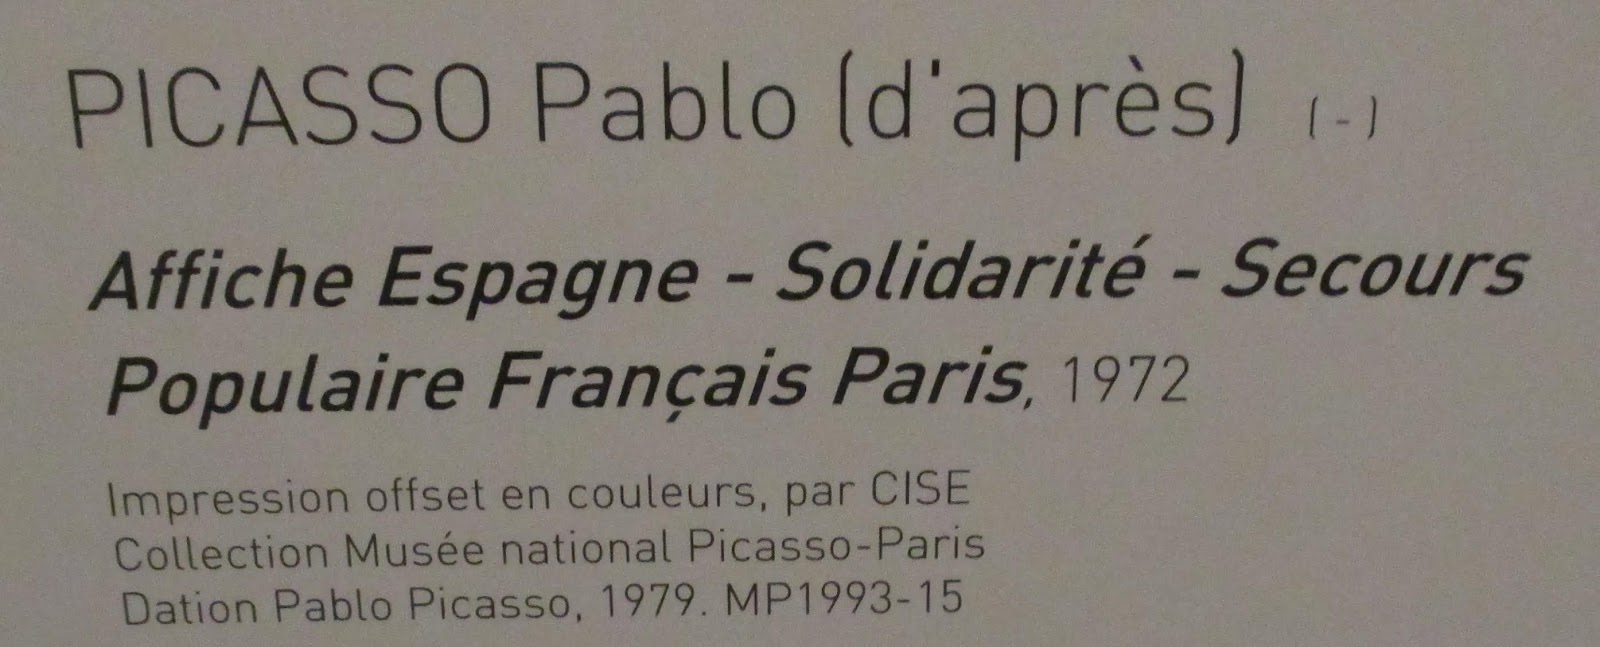 PICASSO Pablo (d'après) (-)
Affiche Espagne - Solidarité - Secours
Populaire Français Paris, 1972
Impression offset en couleurs, par CISE
Collection Musée national Picasso-Paris
Dation Pablo Picasso, 1979. MP1993-15